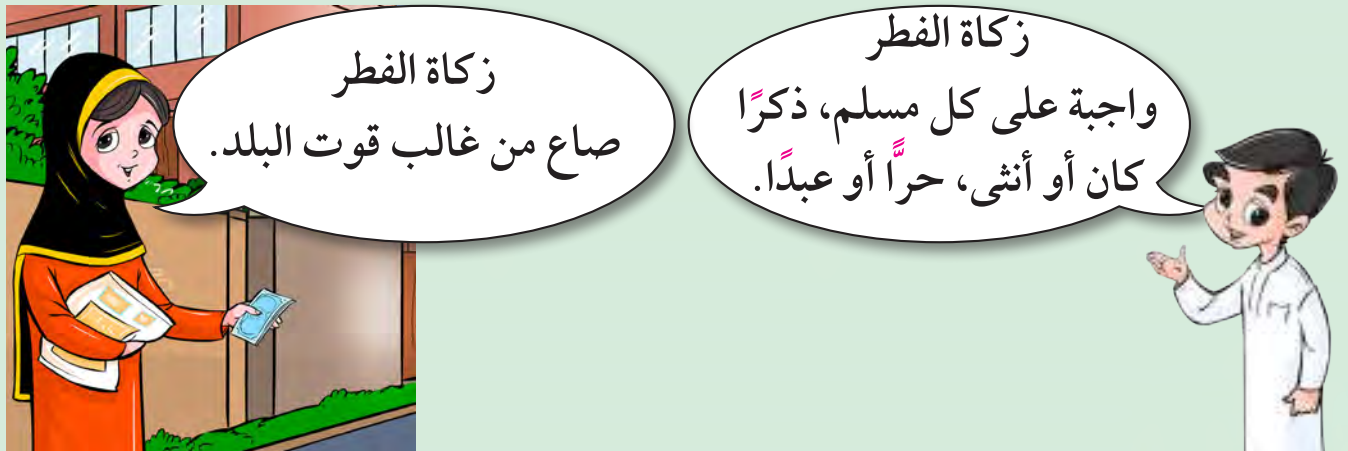 زكاة الفطر
واجبة على كل مسلم، ذكرًا
كان أو أنثى، حرًّا أو عبدًا.
زكاة الفطر
صاع من غالب قوت البلد.